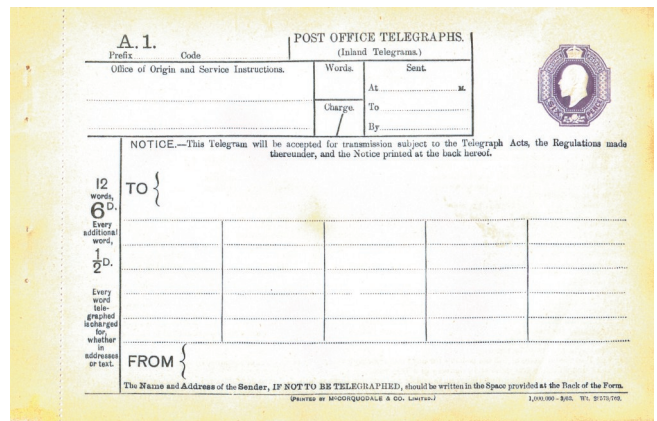 A. 1.
Prefix Code
POST OFFICE TELEGRAPHS.
(Inland Telegrams.)
Office of Origin and Service Instructions.
Words.
Sent.
At M.
Charge.
To
By
NOTICE.—This Telegram will be accepted for transmission subject to the Telegraph Acts, the Regulations made
thereunder, and the Notice printed at the back hereof.
12
words,
6D.
Every
additional
word,
½D.
Every
word
tele-
graphed
is charged
for,
whether
in
addresses
or text.
TO {
FROM {
The Name and Address of the Sender, IF NOT TO BE TELEGRAPHED, should be written in the Space provided at the Back of the Form.
(PRINTED BY MCCORQUODALE & CO. LIMITED.)